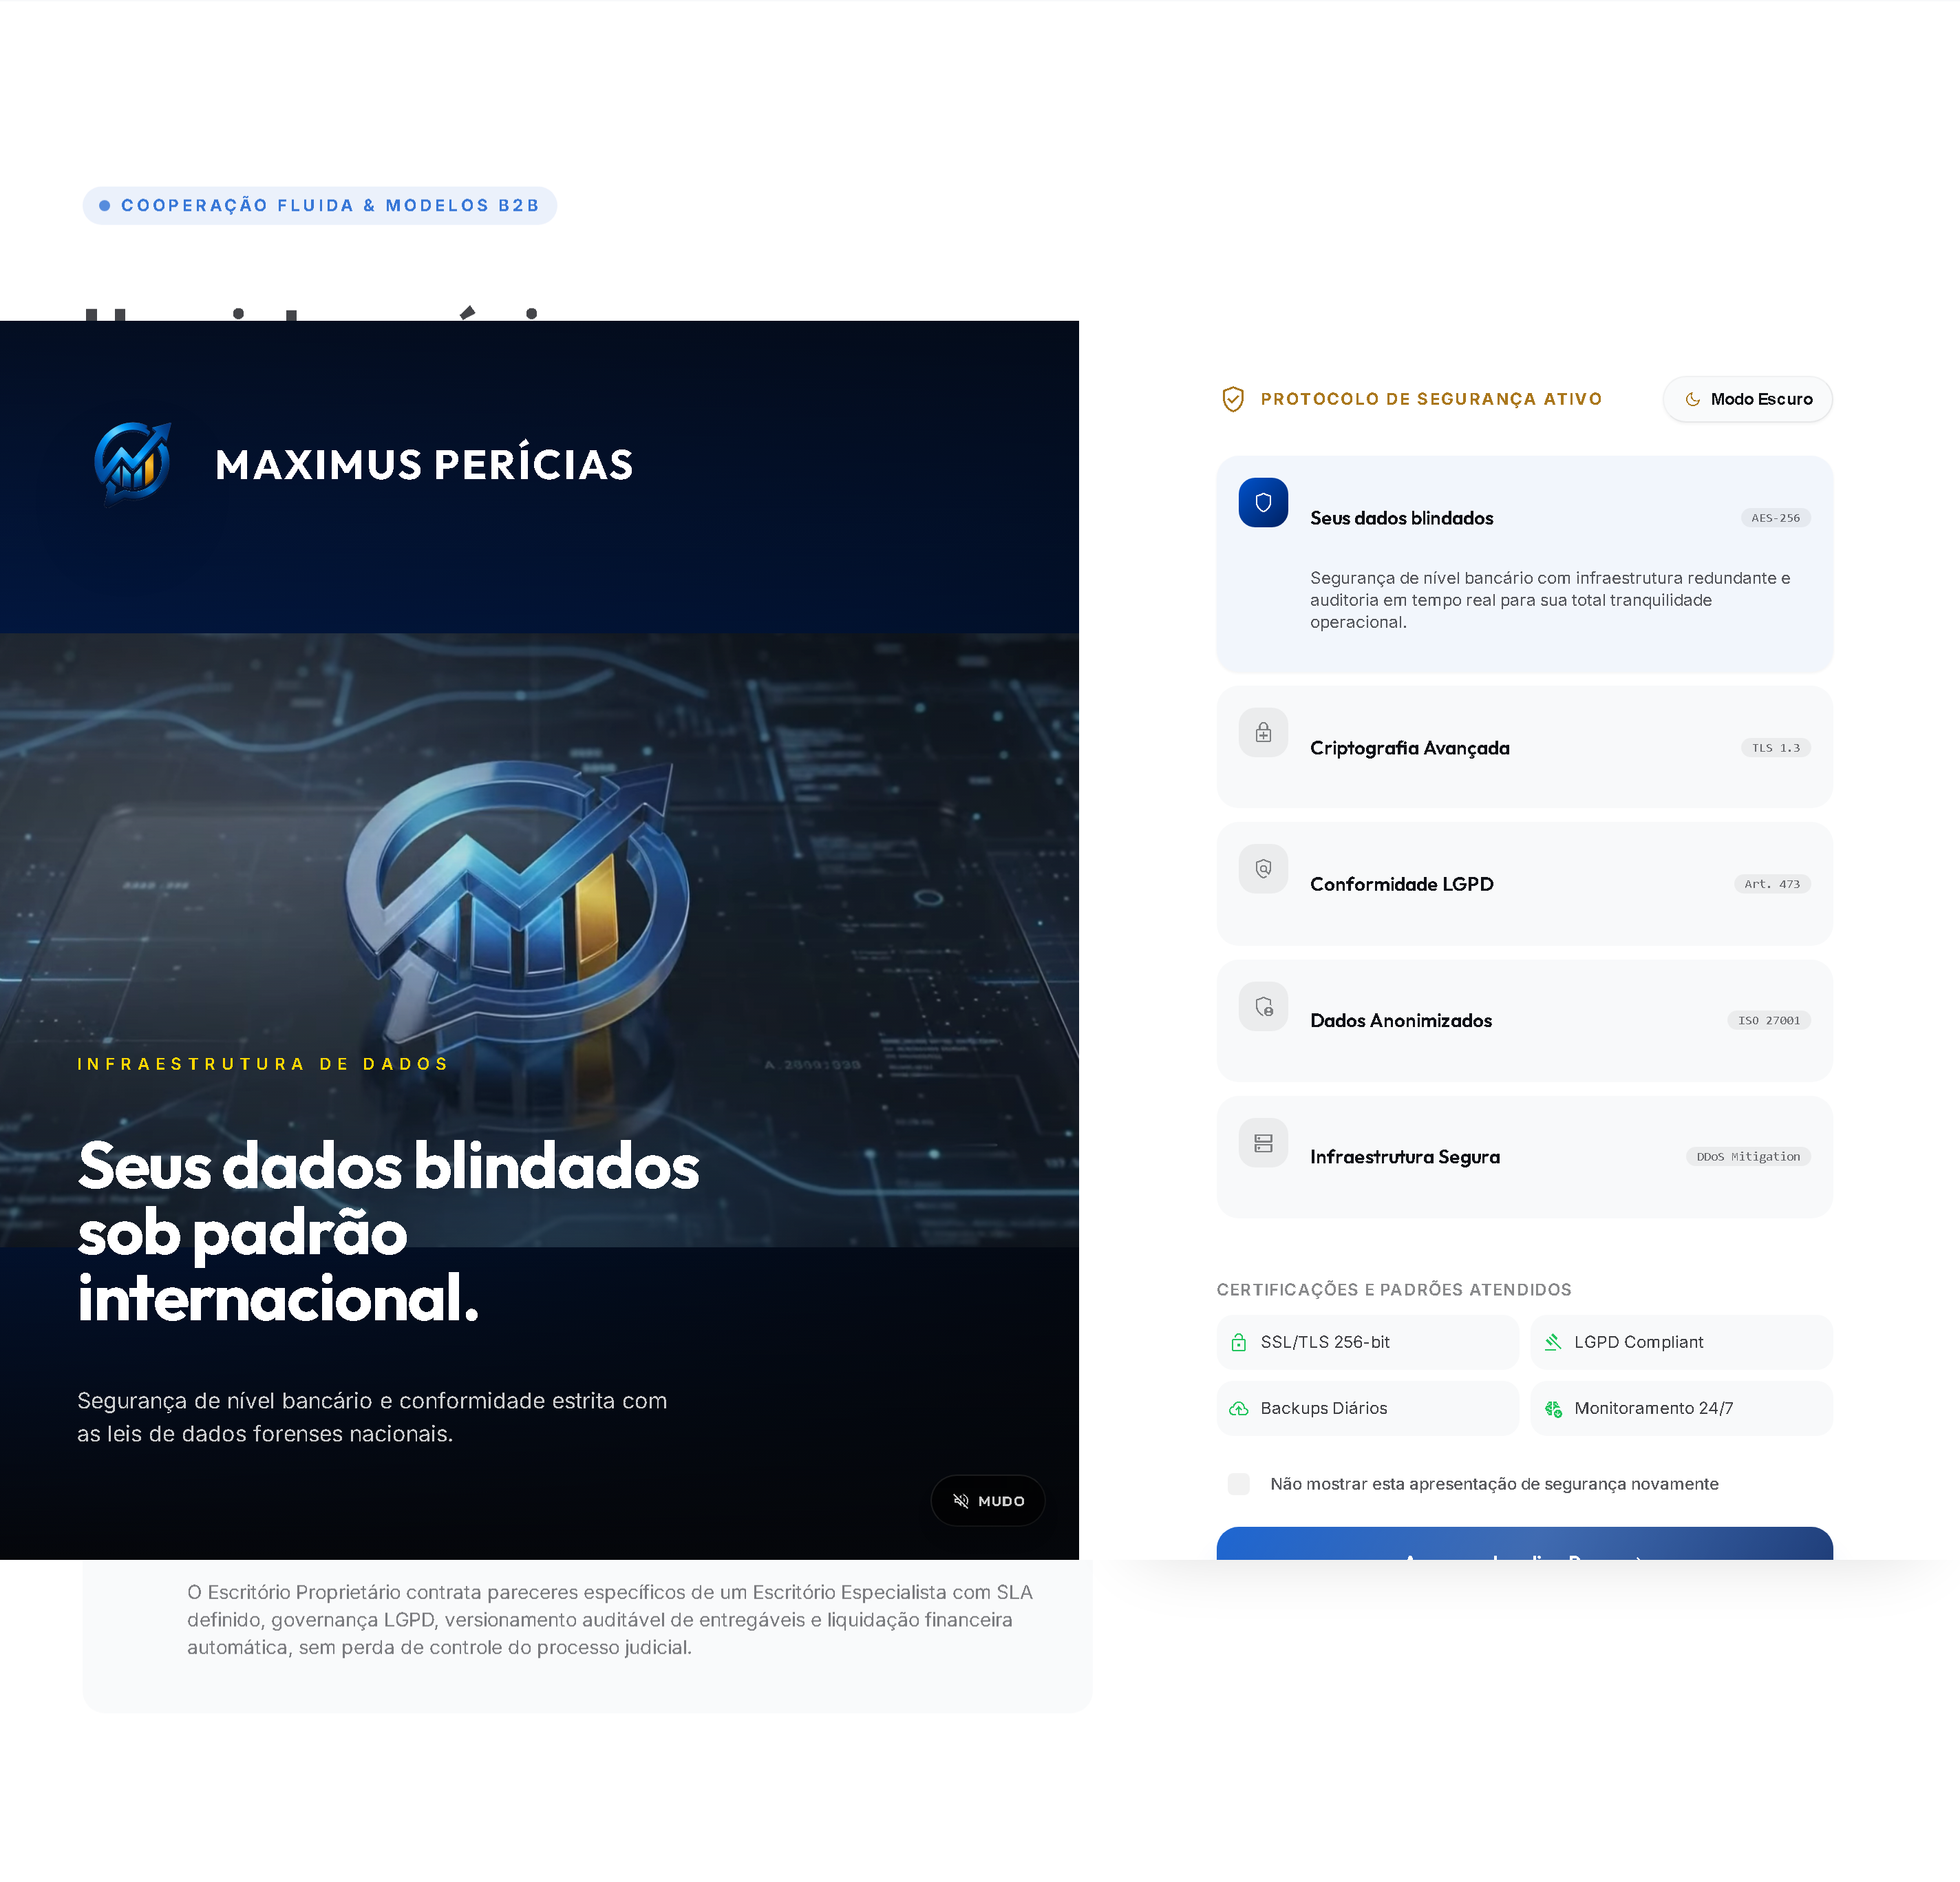 COOPERAÇÃO FLUIDA & MODELOS B2B
MAXIMUS PERÍCIAS
INFRAESTRUTURA DE DADOS
Seus dados blindados
sob padrão
internacional.
Segurança de nível bancário e conformidade estrita com
as leis de dados forenses nacionais.
MUDO
PROTOCOLO DE SEGURANÇA ATIVO
Modo Escuro
Seus dados blindados
AES-256
Segurança de nível bancário com infraestrutura redundante e
auditoria em tempo real para sua total tranquilidade
operacional.
Criptografia Avançada
TLS 1.3
Conformidade LGPD
Art. 473
Dados Anonimizados
ISO 27001
Infraestrutura Segura
DDoS Mitigation
CERTIFICAÇÕES E PADRÕES ATENDIDOS
SSL/TLS 256-bit
LGPD Compliant
Backups Diários
Monitoramento 24/7
Não mostrar esta apresentação de segurança novamente
O Escritório Proprietário contrata pareceres específicos de um Escritório Especialista com SLA
definido, governança LGPD, versionamento auditável de entregáveis e liquidação financeira
automática, sem perda de controle do processo judicial.